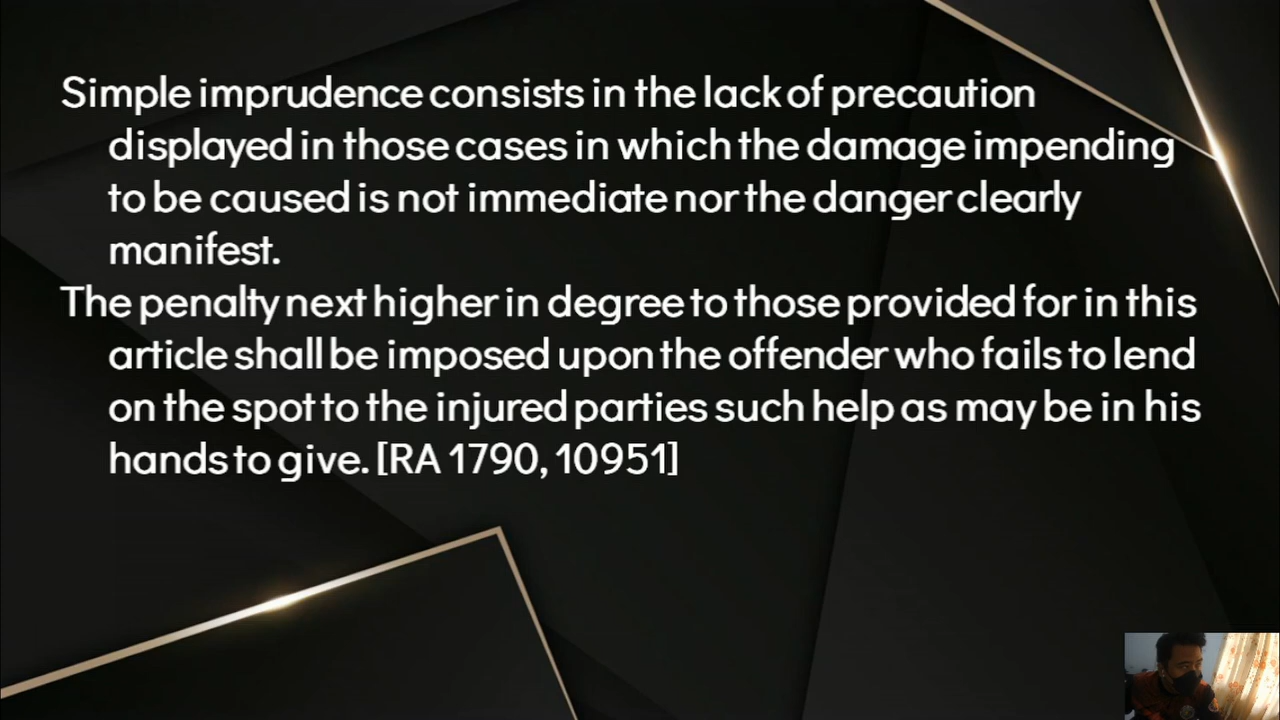 Simple imprudence consists in the lack of precaution
displayed in those cases in which the damage impending
to be caused is not immediate nor the danger clearly
manifest.
The penalty next higher in degree to those provided for in this
article shall be imposed upon the offender who fails to lend
on the spot to the injured parties such help as may be in his
hands to give. [RA 1790, 10951]